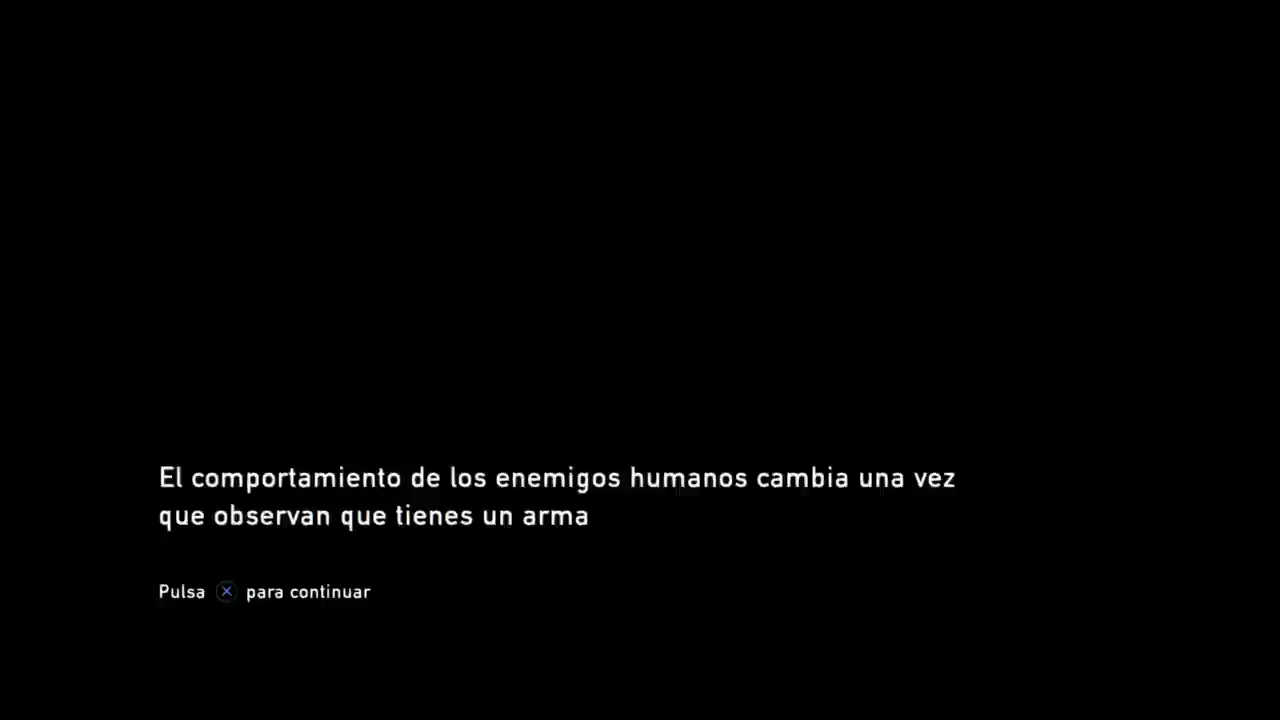 El comportamiento de los enemigos humanos cambia una vez
que observan que tienes un arma
Pulsa ⓧ para continuar